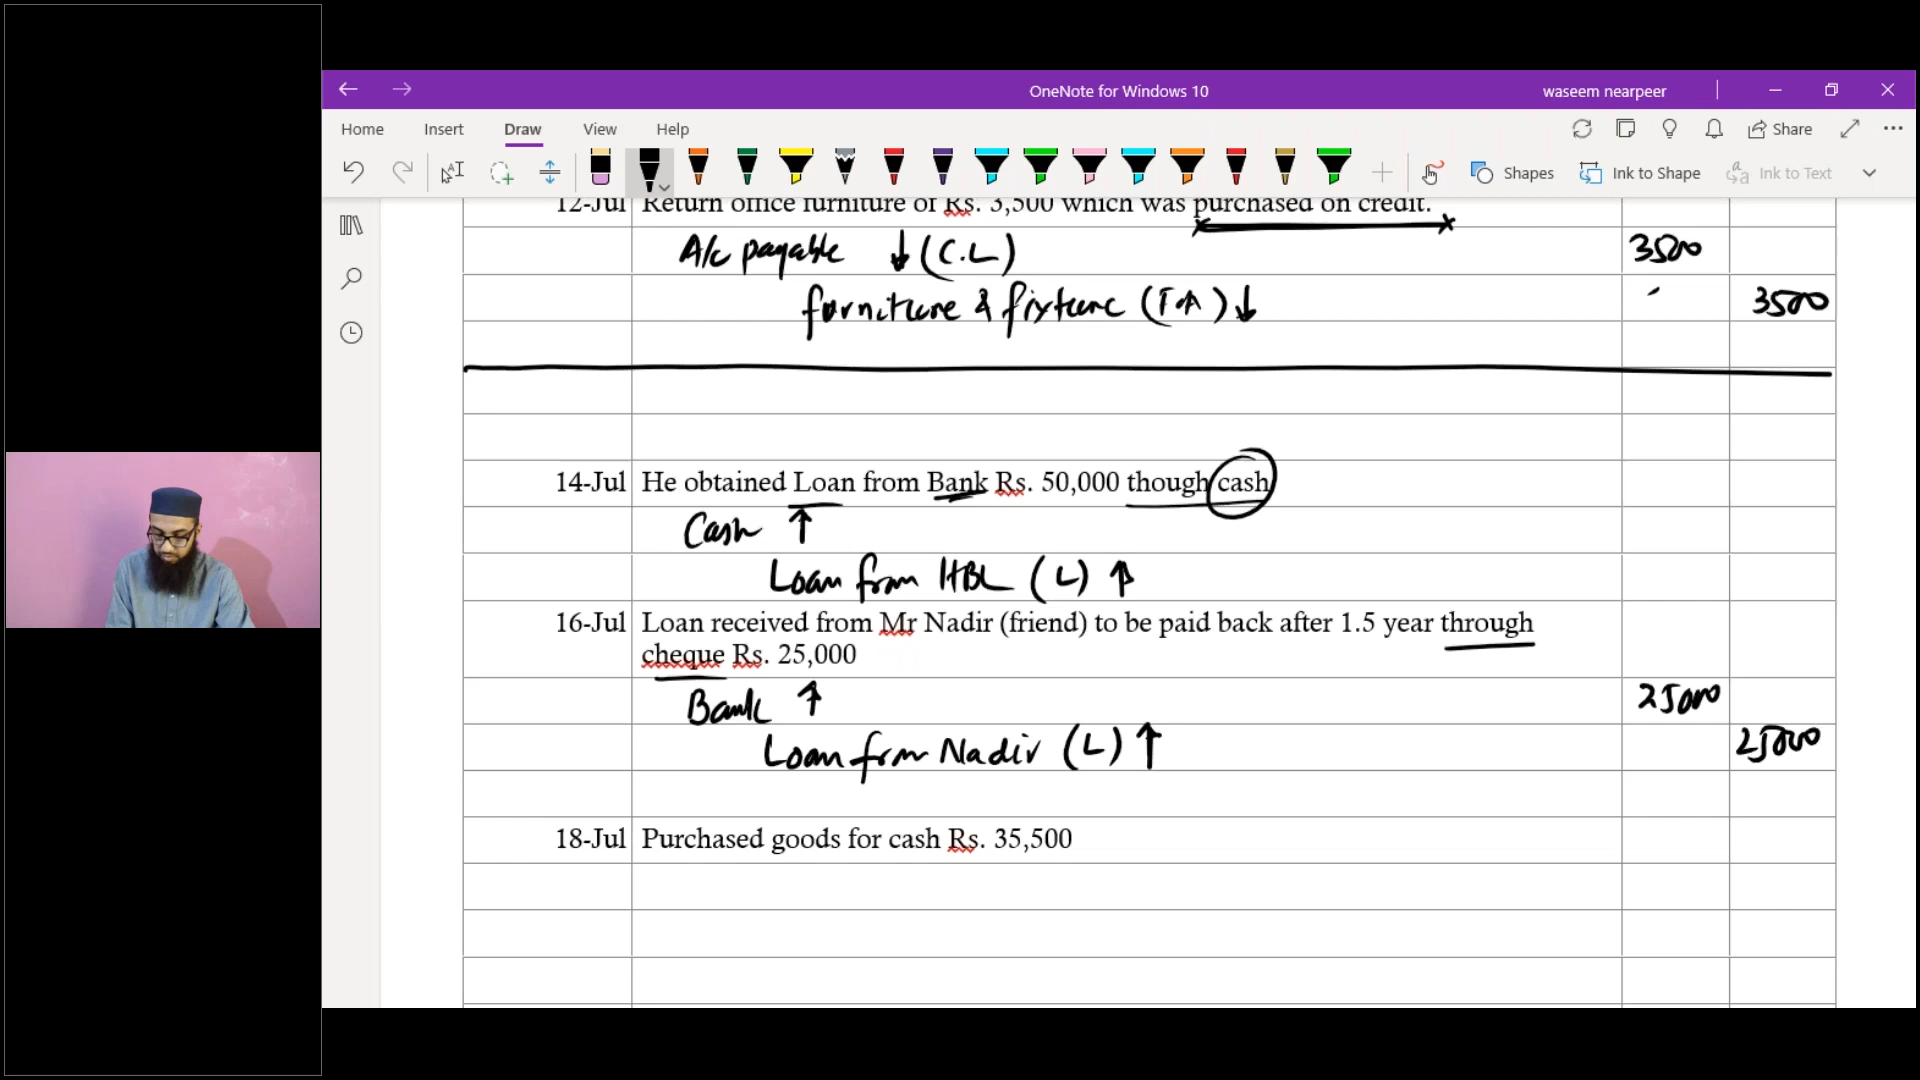 OneNote for Windows 10
waseem nearpeer
Home Insert Draw View Help
Share
Shapes Ink to Shape Ink to Text
12-Jul Return office furniture of Rs. 3,500 which was purchased on credit.
A/c payable ↓ (C.L) 3500
furniture & fixture (TA) ↓ 3500
14-Jul He obtained Loan from Bank Rs. 50,000 though cash
Cash ↑
Loan from HBL (L) ↑
16-Jul Loan received from Mr Nadir (friend) to be paid back after 1.5 year through
cheque Rs. 25,000
Bank ↑ 25000
Loan from Nadir (L) ↑ 25000
18-Jul Purchased goods for cash Rs. 35,500